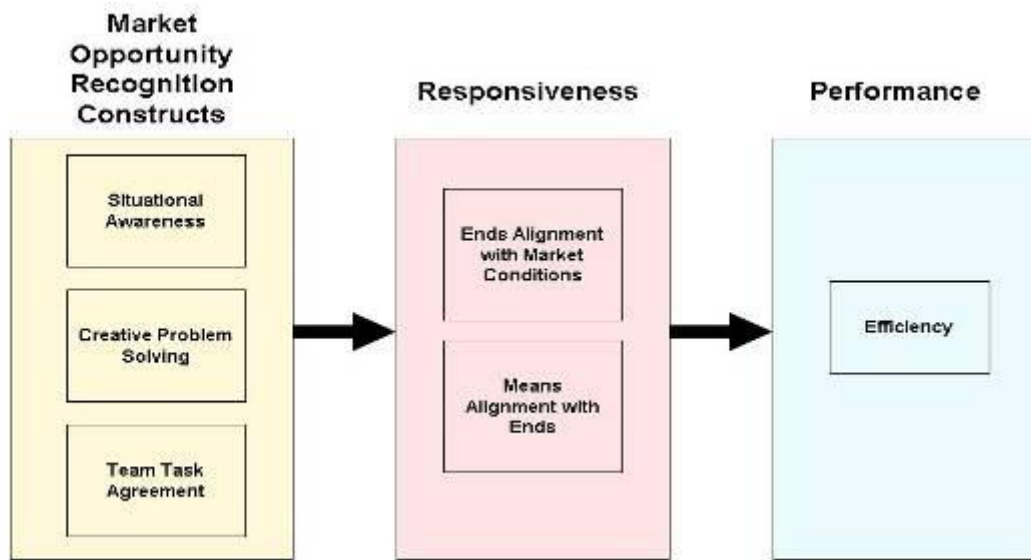 Market
Opportunity
Recognition
Constructs
Responsiveness
Performance
Situational
Awareness
Creative Problem
Solving
Team Task
Agreement
Ends Alignment
with Market
Conditions
Means
Alignment with
Ends
Efficiency